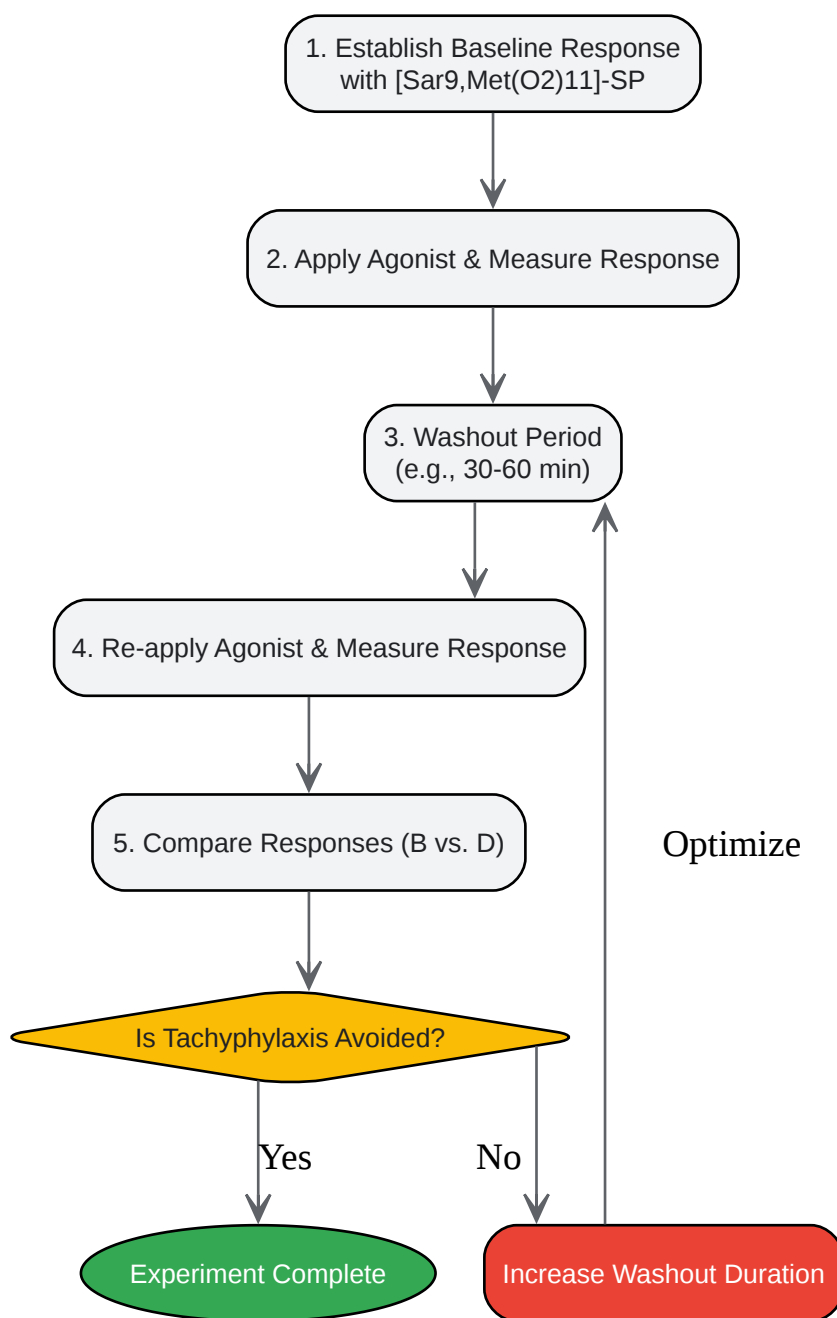 1. Establish Baseline Response
with [Sar9,Met(O2)11]-SP
2. Apply Agonist & Measure Response
3. Washout Period
(e.g., 30-60 min)
4. Re-apply Agonist & Measure Response
5. Compare Responses (B vs. D)
Optimize
Is Tachyphylaxis Avoided?
Yes
No
Experiment Complete
Increase Washout Duration